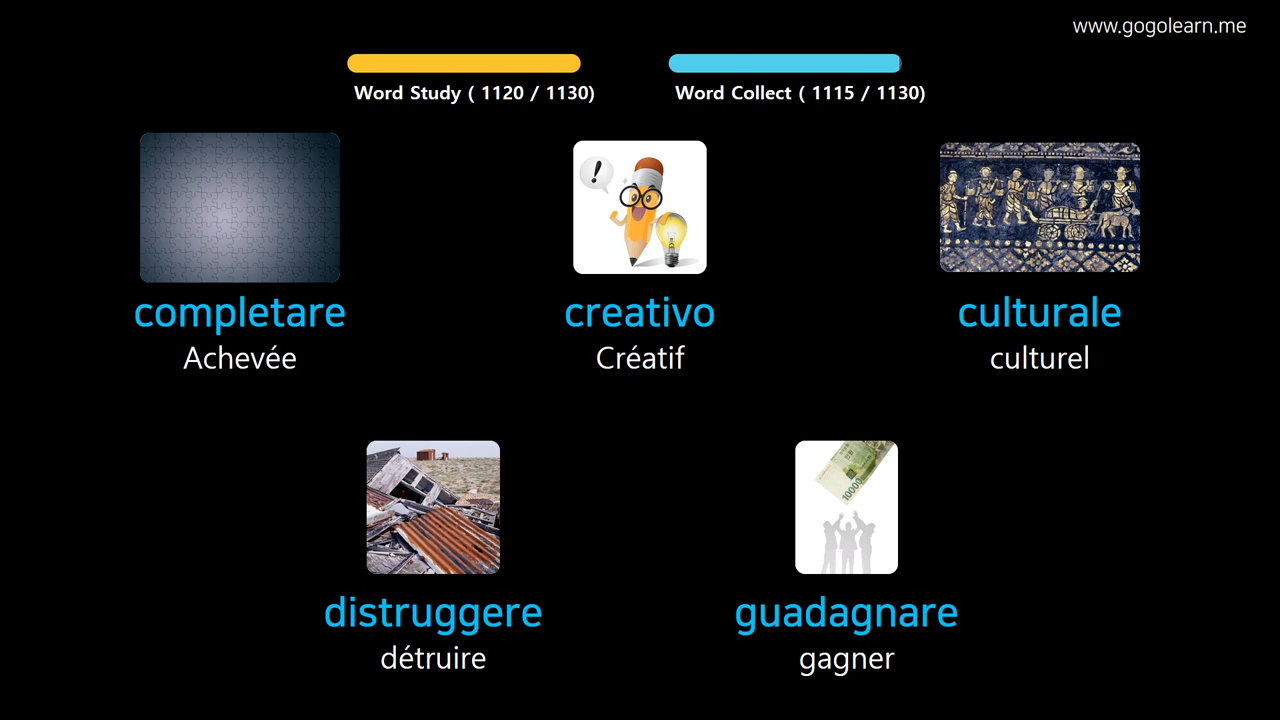 www.gogolearn.me
Word Study ( 1120 / 1130)
Word Collect ( 1115 / 1130)
completare
Achevée
creativo
Créatif
culturale
culturel
!
10000
distruggere
détruire
guadagnare
gagner